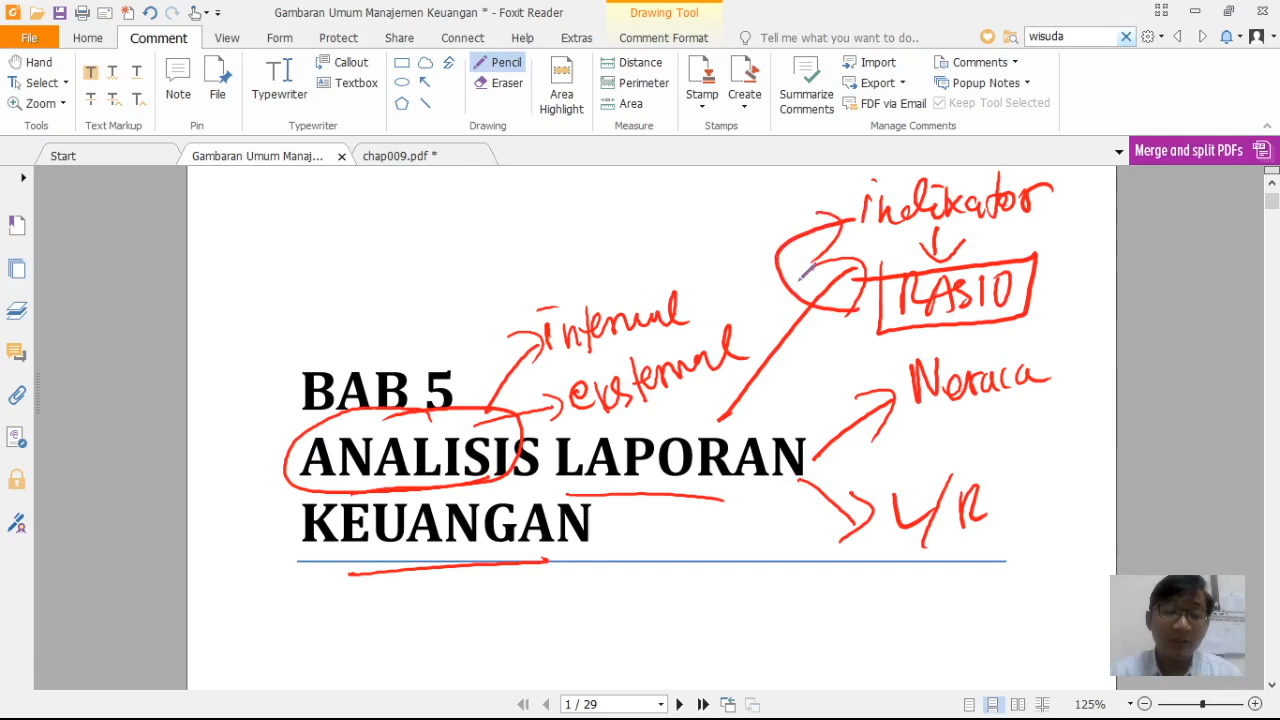 Gambaran Umum Manajemen Keuangan * - Foxit Reader
Drawing Tool
File Home Comment View Form Protect Share Connect Help Extras Comment Format Tell me what you want to do... wisuda
Hand
Select
Zoom
Tools
Text Markup
Note
File
Pin
Typewriter
Callout
Textbox
Typewriter
Pencil
Eraser
Drawing
Area Highlight
Distance
Perimeter
Area
Measure
Stamp
Create
Stamps
Summarize Comments
Import
Export
FDF via Email
Comments
Popup Notes
Keep Tool Selected
Manage Comments
Start
Gambaran Umum Manaj...
chap009.pdf *
Merge and split PDFs
indikator
RASIO
internal
eksternal
Neraca
L/R
BAB 5
ANALISIS LAPORAN
KEUANGAN
1 / 29
125%